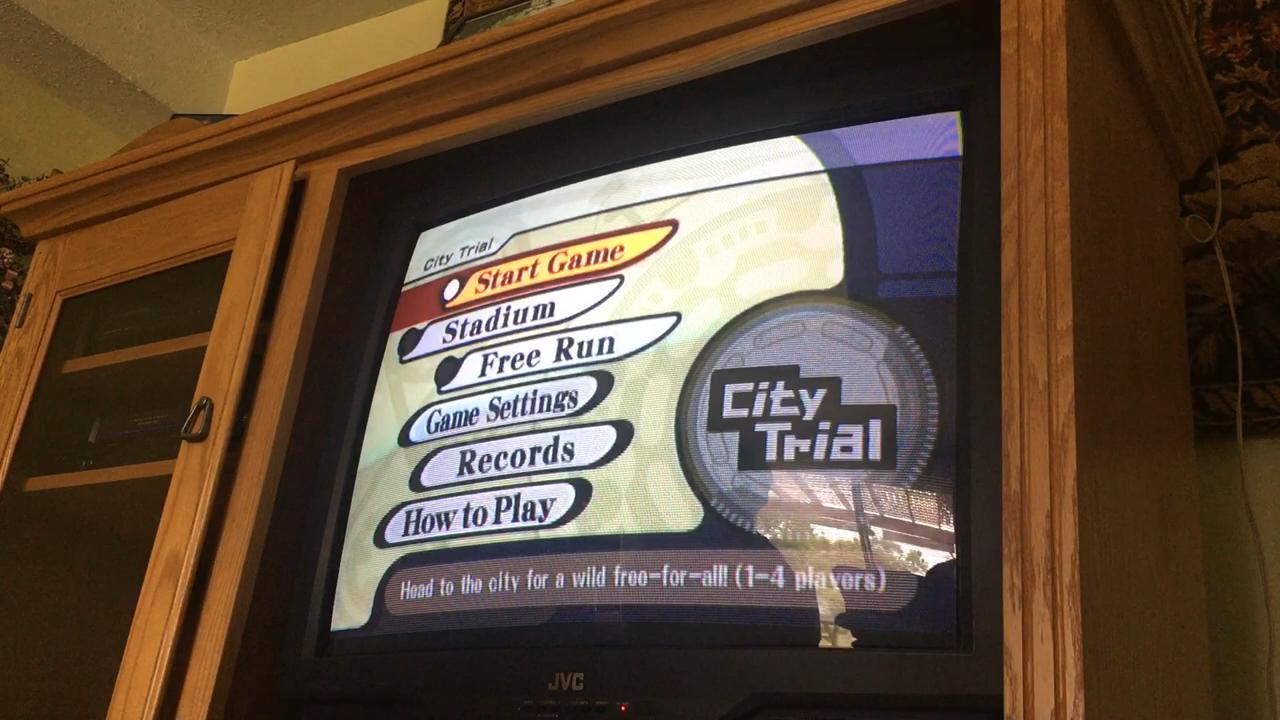 City Trial
Start Game
Stadium
Free Run
Game Settings
Records
How to Play
City
Trial
Head to the city for a wild free-for-all! (1-4 players)
JVC